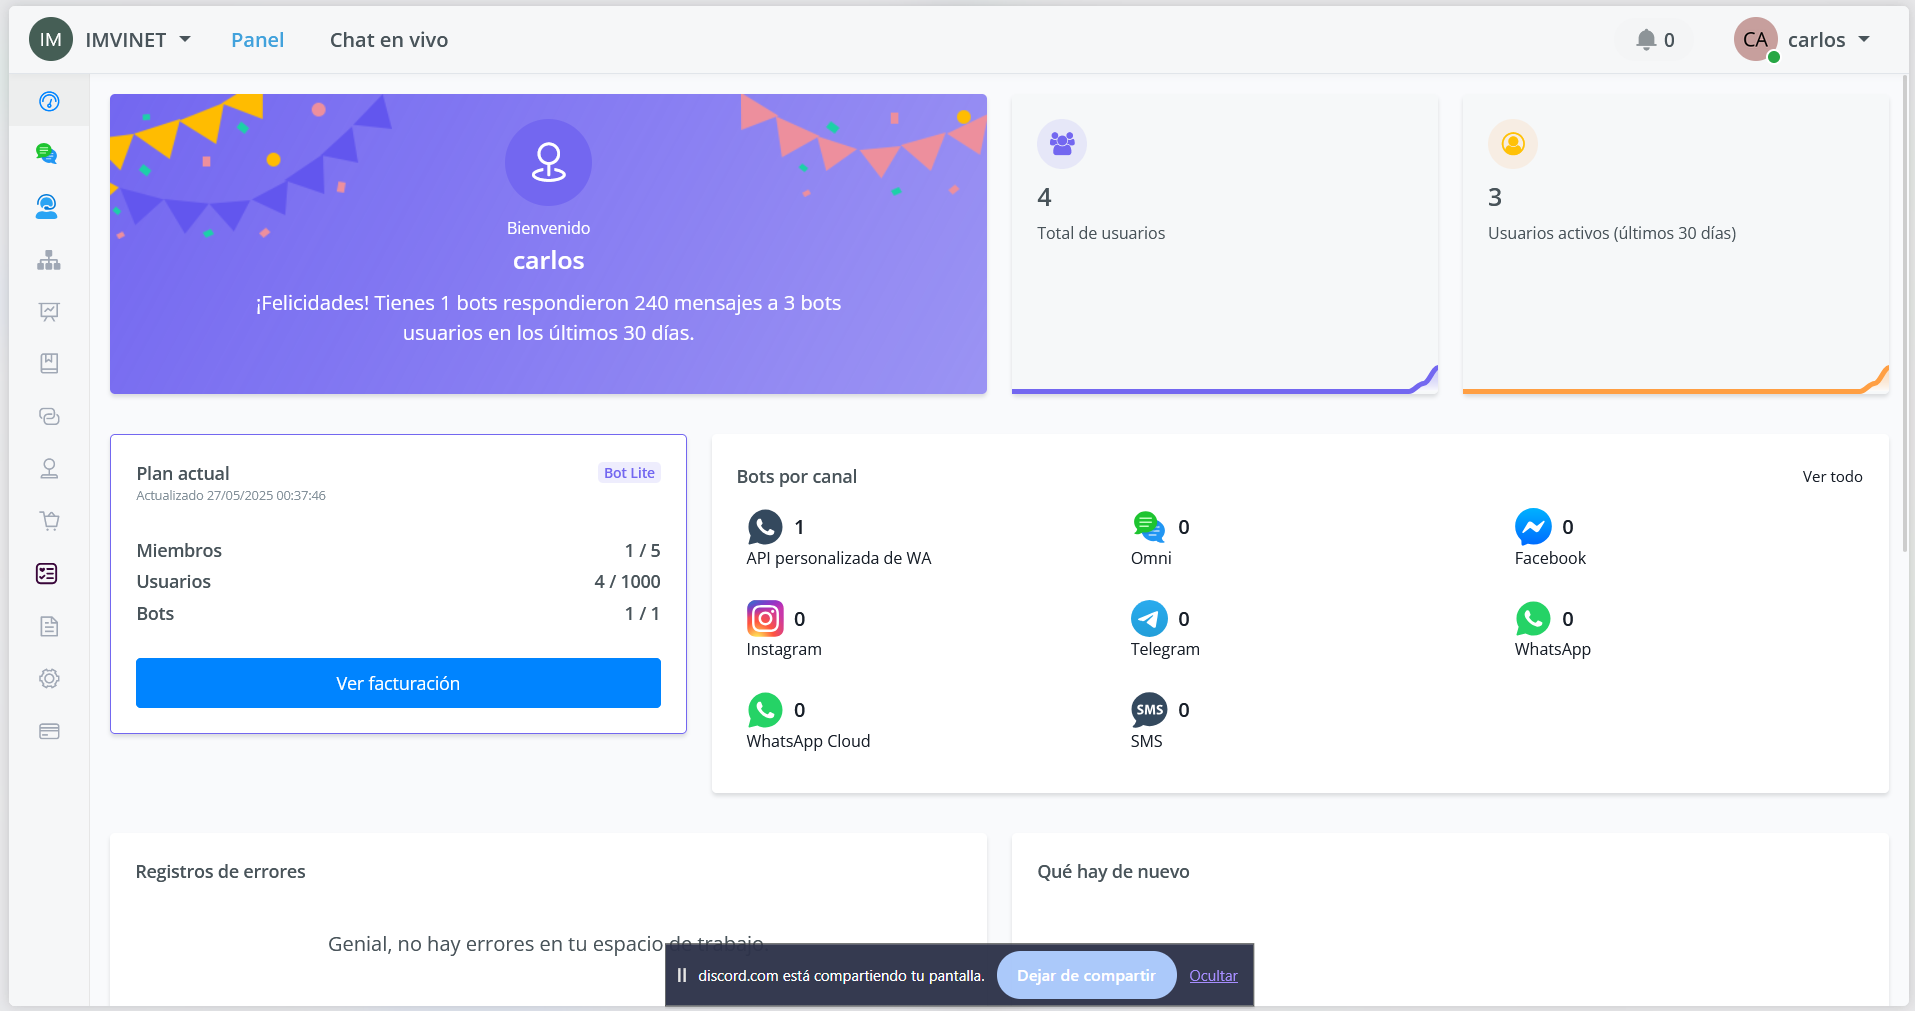 IM IMVINET Panel Chat en vivo 0 CA carlos
Bienvenido
carlos
¡Felicidades! Tienes 1 bots respondieron 240 mensajes a 3 bots
usuarios en los últimos 30 días.
4
Total de usuarios
3
Usuarios activos (últimos 30 días)
Plan actual Bot Lite
Actualizado 27/05/2025 00:37:46
Miembros 1 / 5
Usuarios 4 / 1000
Bots 1 / 1
Ver facturación
Bots por canal Ver todo
1
API personalizada de WA
0
Omni
0
Facebook
0
Instagram
0
Telegram
0
WhatsApp
0
WhatsApp Cloud
SMS 0
SMS
Registros de errores
Genial, no hay errores en tu espacio de trabajo.
Qué hay de nuevo
discord.com está compartiendo tu pantalla. Dejar de compartir Ocultar